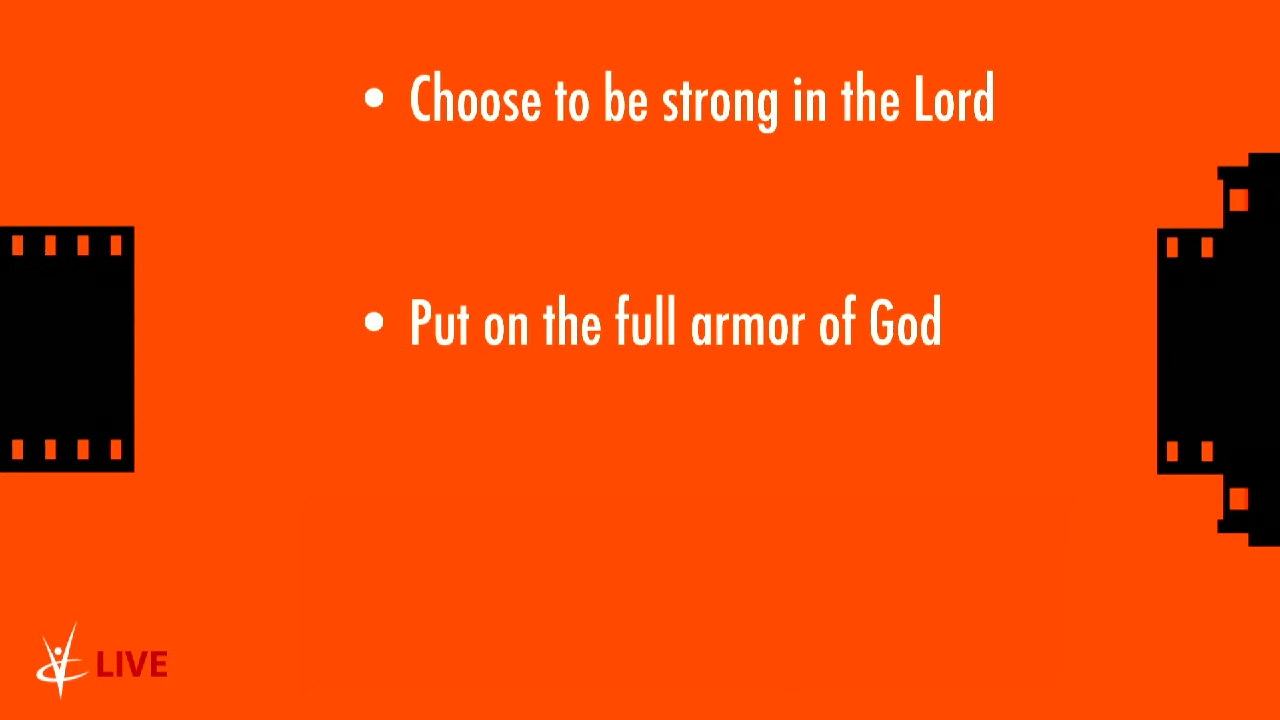 • Choose to be strong in the Lord
• Put on the full armor of God
LIVE